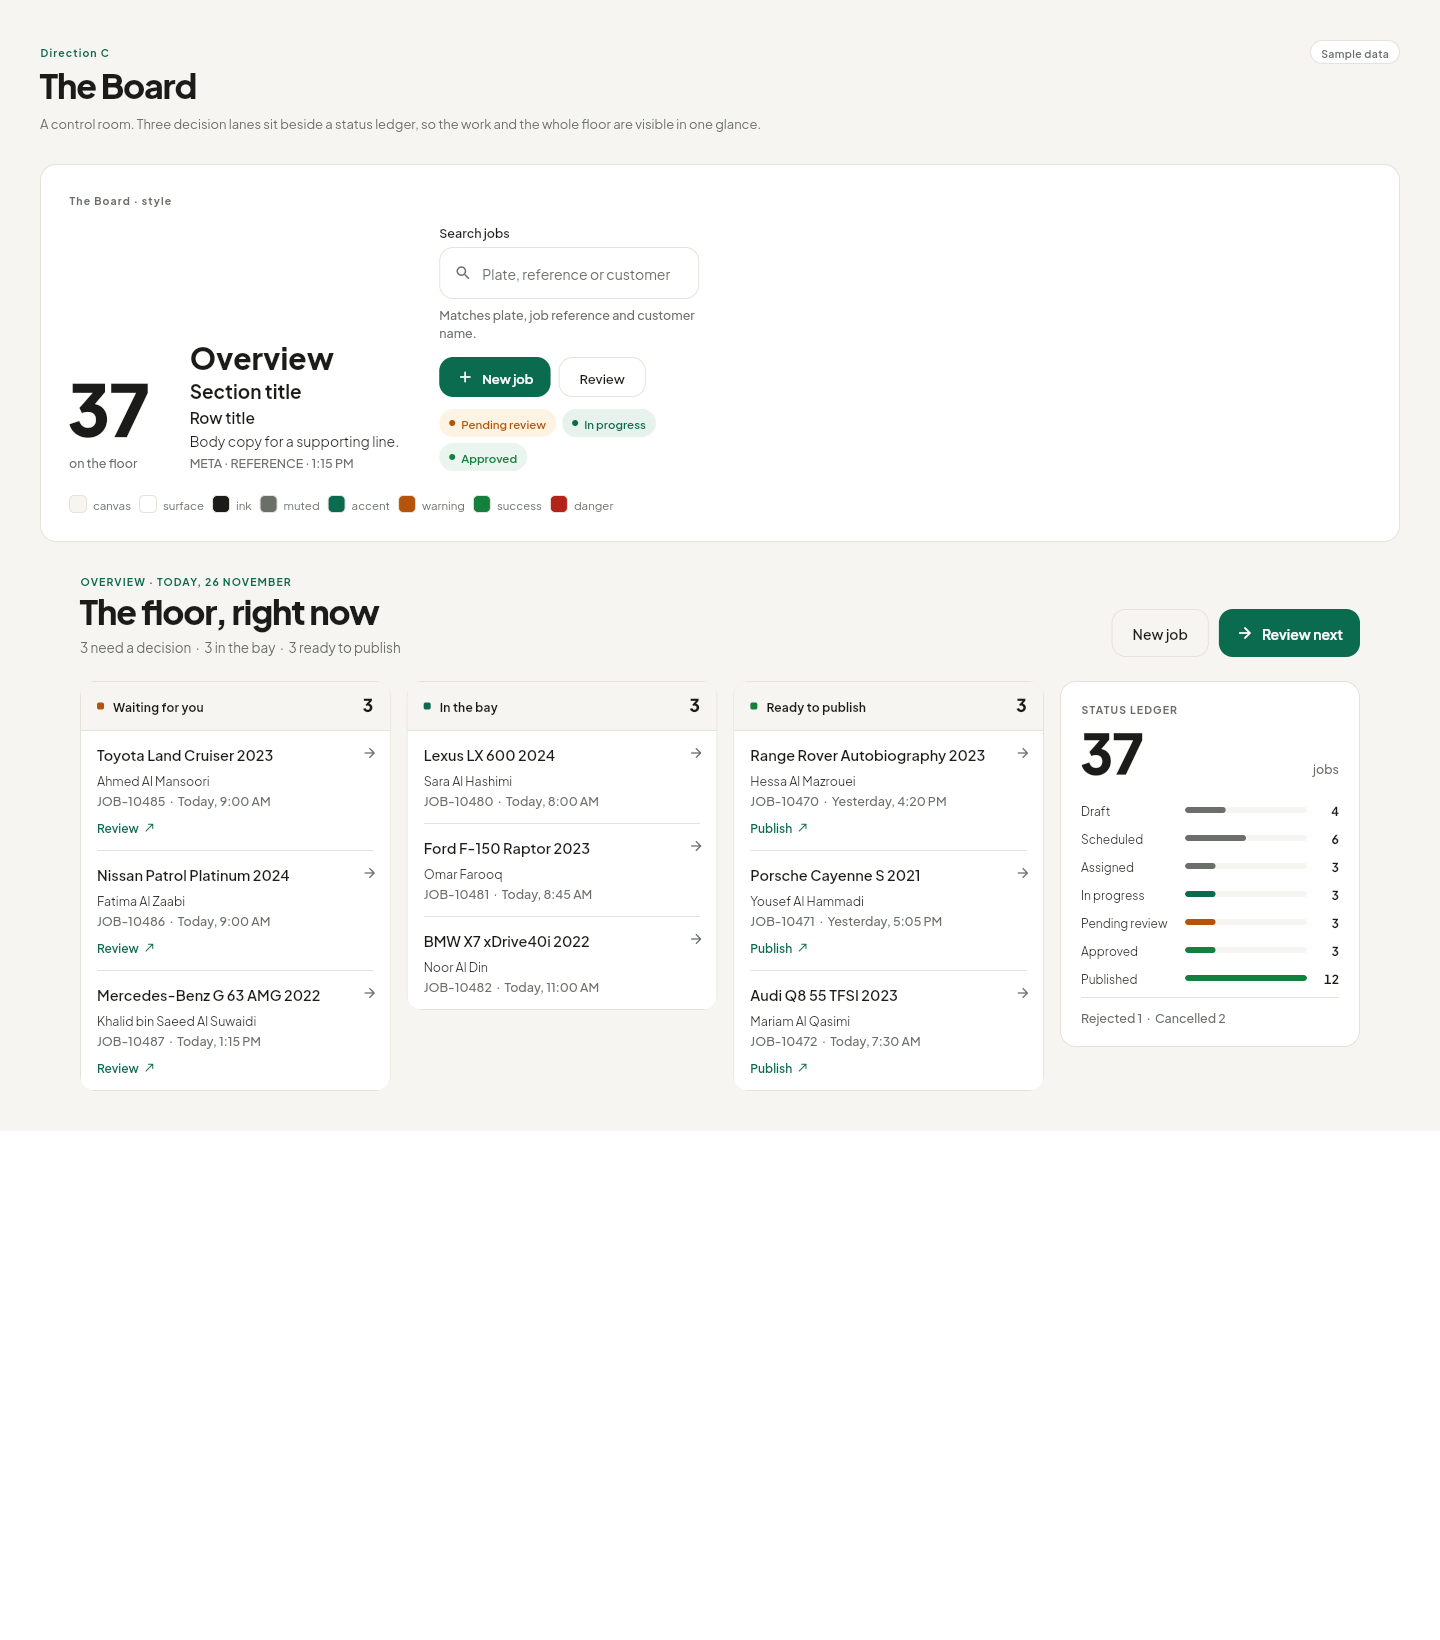 Direction C
Sample data
The Board
A control room. Three decision lanes sit beside a status ledger, so the work and the whole floor are visible in one glance.
The Board · style
37
on the floor
Overview
Section title
Row title
Body copy for a supporting line.
META · REFERENCE · 1:15 PM
Search jobs
Plate, reference or customer
Matches plate, job reference and customer
name.
New job
Review
Pending review
In progress
Approved
canvas
surface
ink
muted
accent
warning
success
danger
OVERVIEW · TODAY, 26 NOVEMBER
The floor, right now
3 need a decision · 3 in the bay · 3 ready to publish
New job
Review next
Waiting for you 3
Toyota Land Cruiser 2023
Ahmed Al Mansoori
JOB-10485 · Today, 9:00 AM
Review
Nissan Patrol Platinum 2024
Fatima Al Zaabi
JOB-10486 · Today, 9:00 AM
Review
Mercedes-Benz G 63 AMG 2022
Khalid bin Saeed Al Suwaidi
JOB-10487 · Today, 1:15 PM
Review
In the bay 3
Lexus LX 600 2024
Sara Al Hashimi
JOB-10480 · Today, 8:00 AM
Ford F-150 Raptor 2023
Omar Farooq
JOB-10481 · Today, 8:45 AM
BMW X7 xDrive40i 2022
Noor Al Din
JOB-10482 · Today, 11:00 AM
Ready to publish 3
Range Rover Autobiography 2023
Hessa Al Mazrouei
JOB-10470 · Yesterday, 4:20 PM
Publish
Porsche Cayenne S 2021
Yousef Al Hammadi
JOB-10471 · Yesterday, 5:05 PM
Publish
Audi Q8 55 TFSI 2023
Mariam Al Qasimi
JOB-10472 · Today, 7:30 AM
Publish
STATUS LEDGER
37 jobs
Draft 4
Scheduled 6
Assigned 3
In progress 3
Pending review 3
Approved 3
Published 12
Rejected 1 · Cancelled 2